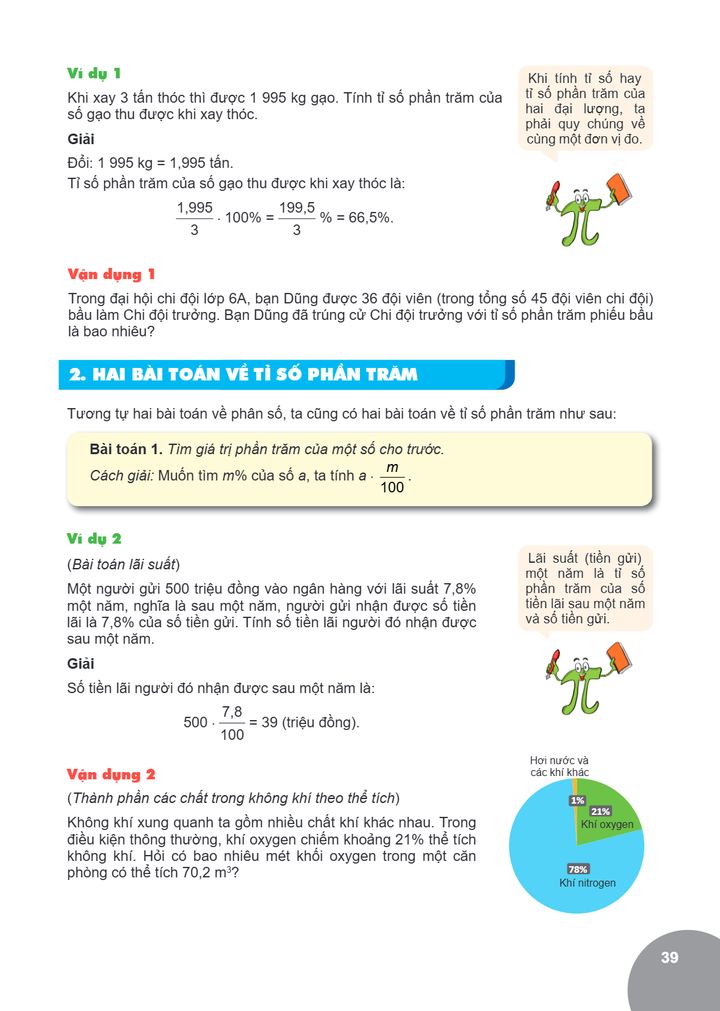 Ví dụ 1
Khi xay 3 tấn thóc thì được 1 995 kg gạo. Tính tỉ số phần trăm của
số gạo thu được khi xay thóc.
Khi tính tỉ số hay
tỉ số phần trăm của
hai đại lượng, ta
phải quy chúng về
cùng một đơn vị đo.
Giải
Đổi: 1 995 kg = 1,995 tấn.
Tỉ số phần trăm của số gạo thu được khi xay thóc là:
1,995/3 · 100% = 199,5/3 % = 66,5%.
Vận dụng 1
Trong đại hội chi đội lớp 6A, bạn Dũng được 36 đội viên (trong tổng số 45 đội viên chi đội)
bầu làm Chi đội trưởng. Bạn Dũng đã trúng cử Chi đội trưởng với tỉ số phần trăm phiếu bầu
là bao nhiêu?
2. HAI BÀI TOÁN VỀ TỈ SỐ PHẦN TRĂM
Tương tự hai bài toán về phân số, ta cũng có hai bài toán về tỉ số phần trăm như sau:
Bài toán 1. Tìm giá trị phần trăm của một số cho trước.
Cách giải: Muốn tìm m% của số a, ta tính a · m/100 .
Ví dụ 2
(Bài toán lãi suất)
Một người gửi 500 triệu đồng vào ngân hàng với lãi suất 7,8%
một năm, nghĩa là sau một năm, người gửi nhận được số tiền
lãi là 7,8% của số tiền gửi. Tính số tiền lãi người đó nhận được
sau một năm.
Lãi suất (tiền gửi)
một năm là tỉ số
phần trăm của số
tiền lãi sau một năm
và số tiền gửi.
Giải
Số tiền lãi người đó nhận được sau một năm là:
500 · 7,8/100 = 39 (triệu đồng).
Vận dụng 2
(Thành phần các chất trong không khí theo thể tích)
Không khí xung quanh ta gồm nhiều chất khí khác nhau. Trong
điều kiện thông thường, khí oxygen chiếm khoảng 21% thể tích
không khí. Hỏi có bao nhiêu mét khối oxygen trong một căn
phòng có thể tích 70,2 m³?
Hơi nước và
các khí khác
1%
21%
Khí oxygen
78%
Khí nitrogen
39